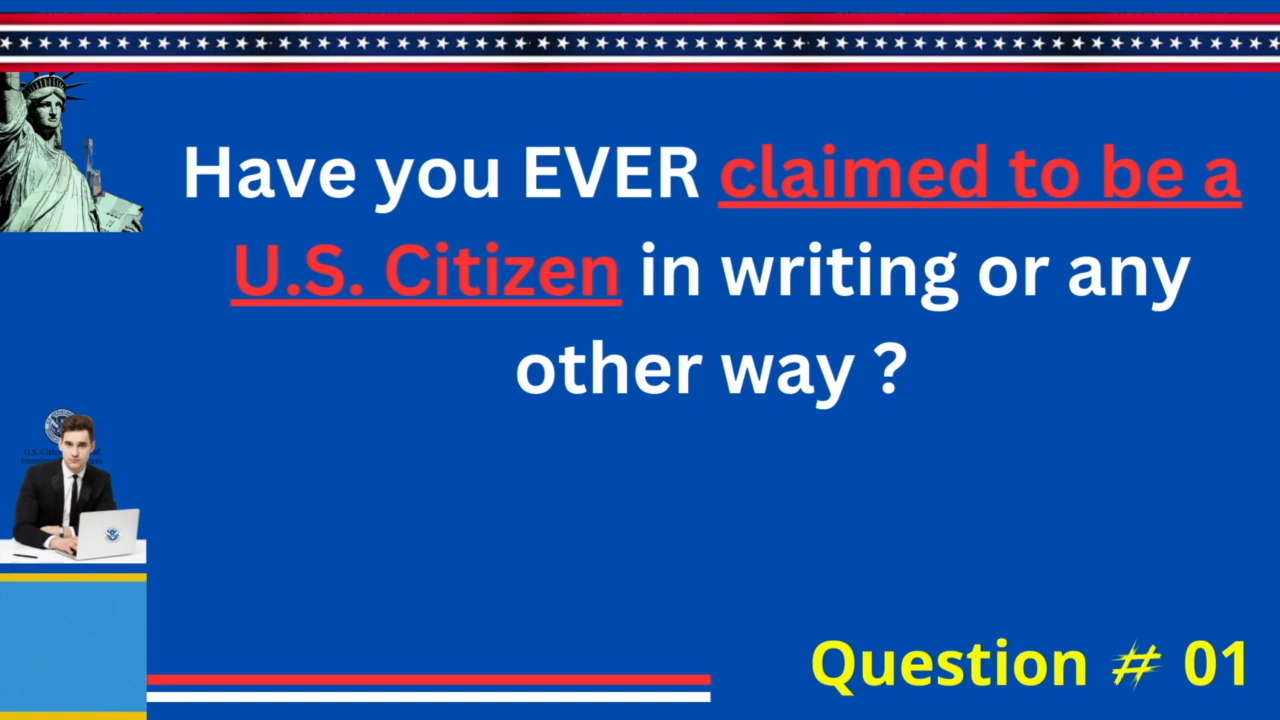 Have you EVER claimed to be a
U.S. Citizen in writing or any
other way ?
Question # 01